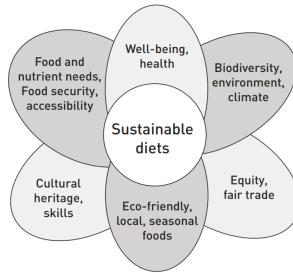 Well-being,
health
Food and
nutrient needs,
Food security,
accessibility
Biodiversity,
environment,
climate
Sustainable
diets
Cultural
heritage,
skills
Eco-friendly,
local, seasonal
foods
Equity,
fair trade